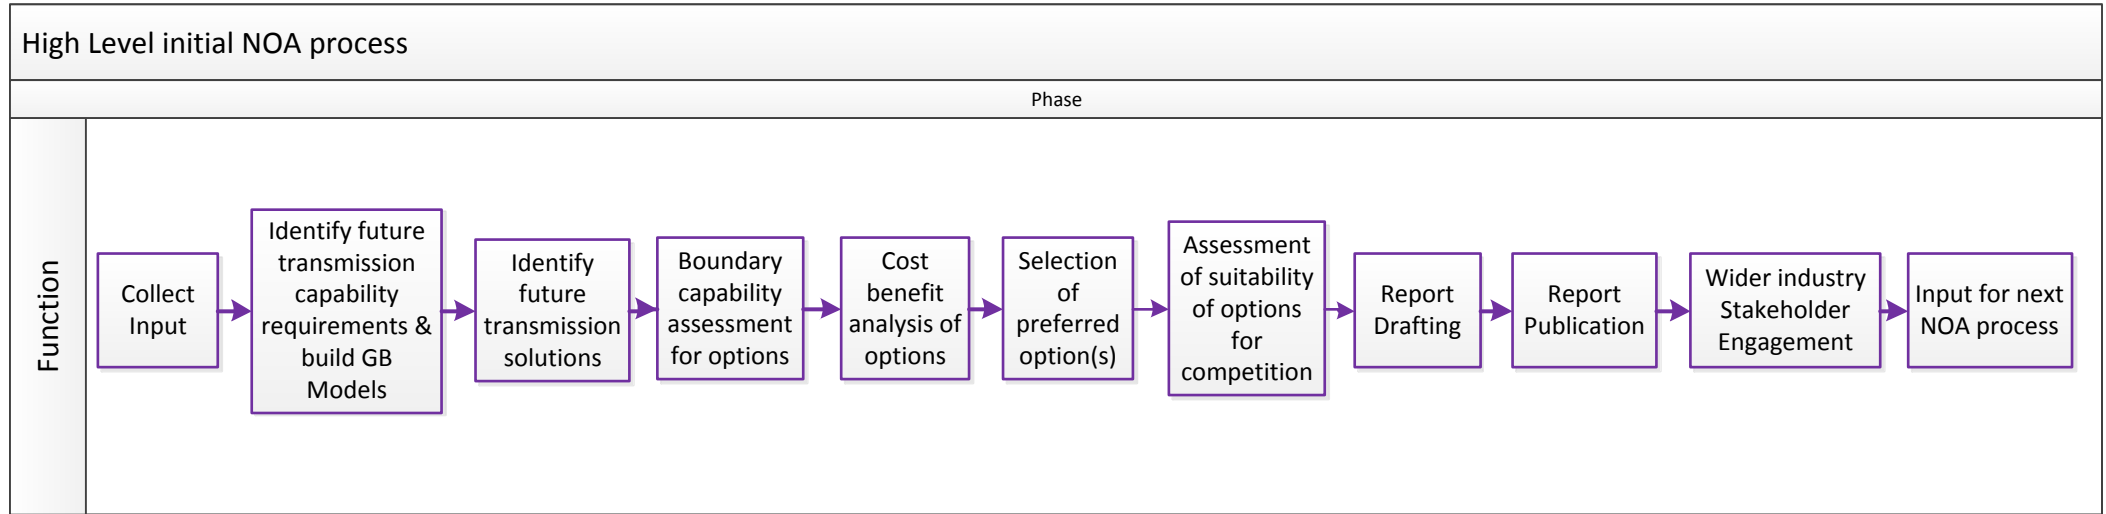 High Level initial NOA process
Phase
Function
Collect
Input
Identify future
transmission
capability
requirements &
build GB
Models
Identify
future
transmission
solutions
Boundary
capability
assessment
for options
Cost
benefit
analysis of
options
Selection
of
preferred
option(s)
Assessment
of suitability
of options
for
competition
Report
Drafting
Report
Publication
Wider industry
Stakeholder
Engagement
Input for next
NOA process